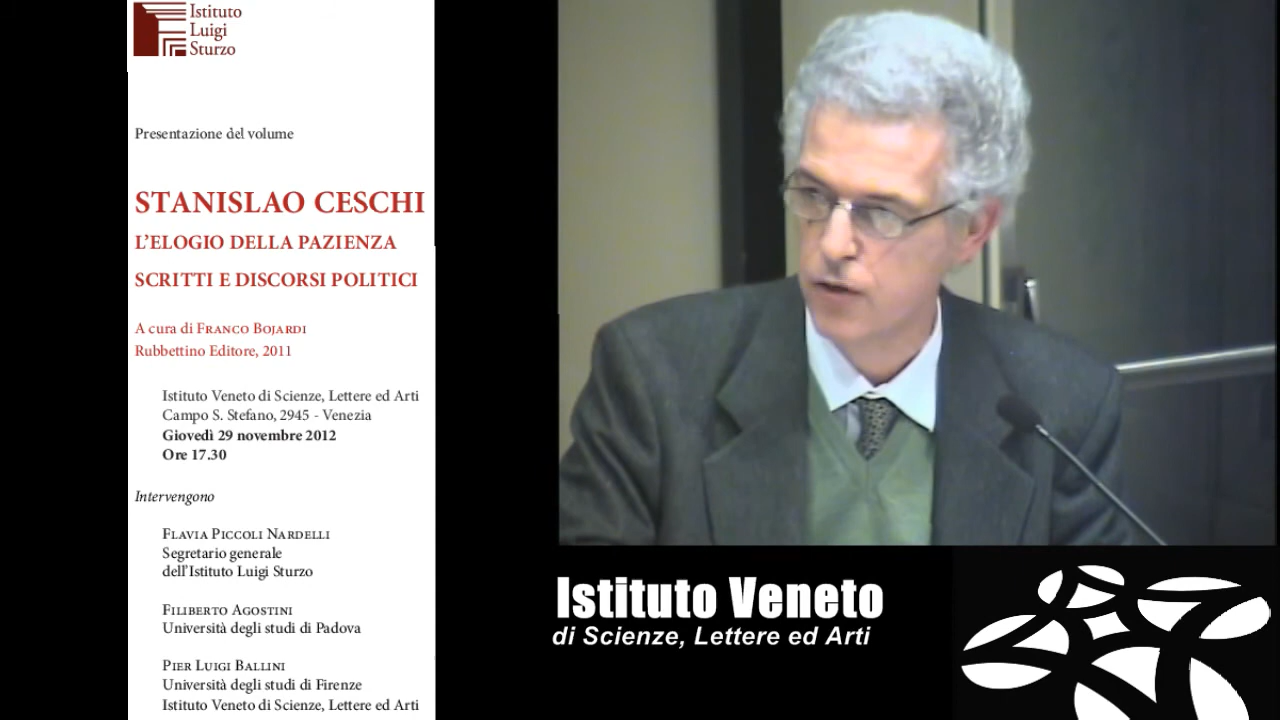 Istituto
Luigi
Sturzo
Presentazione del volume
STANISLAO CESCHI
L'ELOGIO DELLA PAZIENZA
SCRITTI E DISCORSI POLITICI
A cura di FRANCO BOJARDI
Rubbettino Editore, 2011
Istituto Veneto di Scienze, Lettere ed Arti
Campo S. Stefano, 2945 - Venezia
Giovedì 29 novembre 2012
Ore 17.30
Intervengono
FLAVIA PICCOLI NARDELLI
Segretario generale
dell'Istituto Luigi Sturzo
FILIBERTO AGOSTINI
Università degli studi di Padova
PIER LUIGI BALLINI
Università degli studi di Firenze
Istituto Veneto di Scienze, Lettere ed Arti
Istituto Veneto
di Scienze, Lettere ed Arti